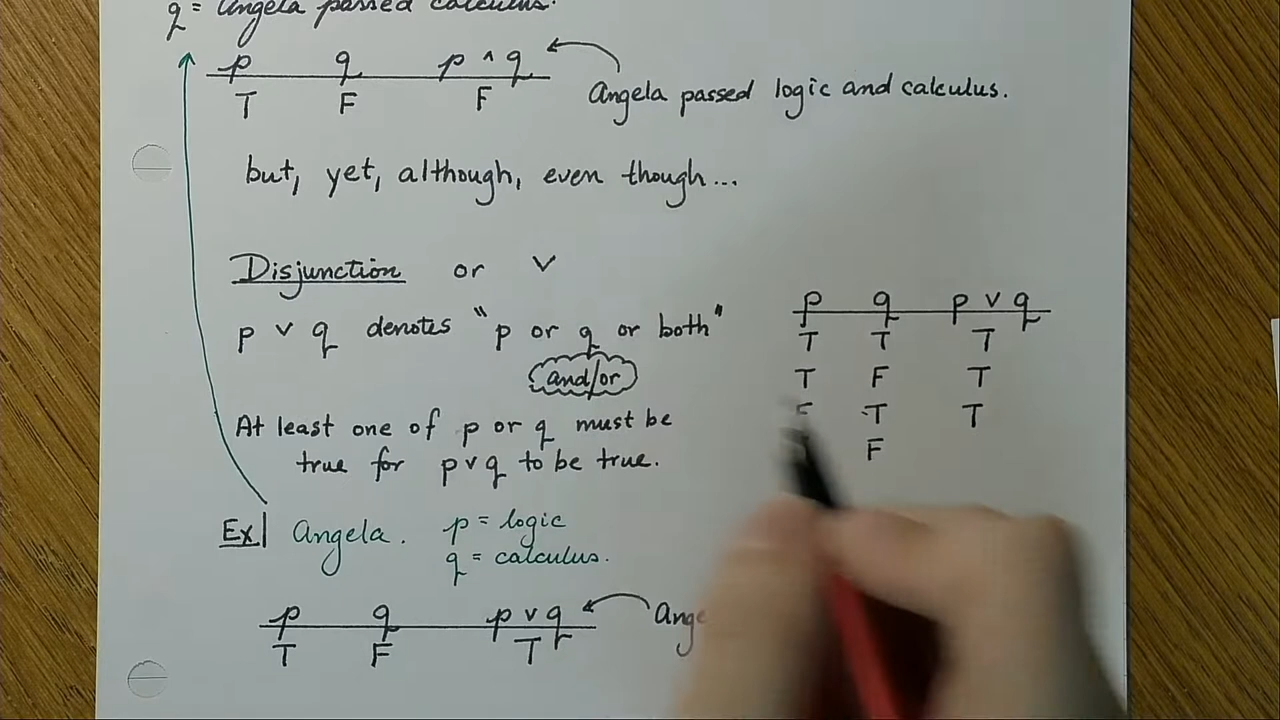 q = Angela passed calculus.
p q p ^ q
T F F
Angela passed logic and calculus.
but, yet, although, even though...
Disjunction or v
p v q denotes "p or q or both"
and/or
At least one of p or q must be
true for p v q to be true.
p q p v q
T T T
T F T
F T T
F
Ex| Angela. p = logic
q = calculus.
p q p v q
T F T